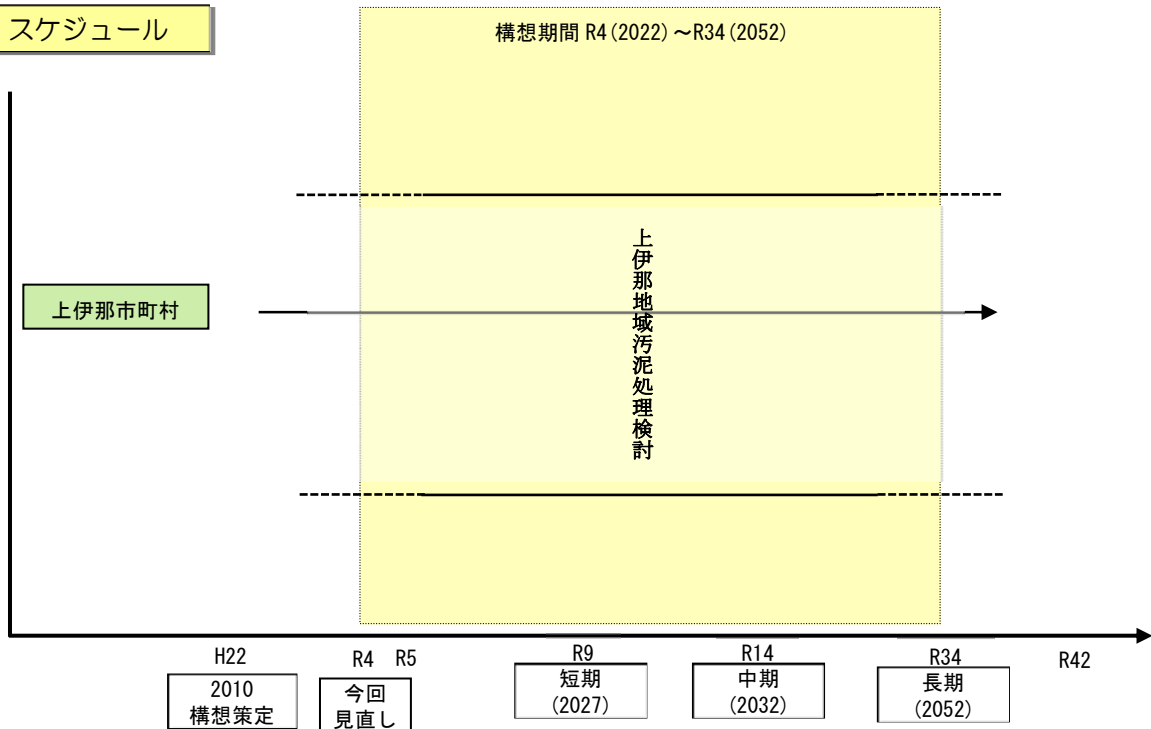 スケジュール
構想期間 R4(2022)～R34(2052)
上伊那市町村
上伊那地域汚泥処理検討
H22
R4
R5
R9
R14
R34
R42
2010
構想策定
今回
見直し
短期
(2027)
中期
(2032)
長期
(2052)